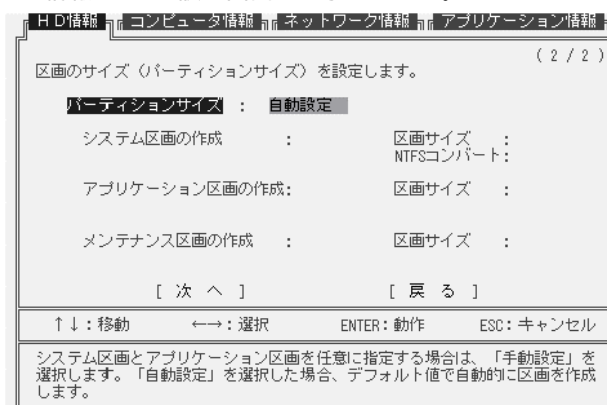 HD情報 コンピュータ情報 ネットワーク情報 アプリケーション情報
(2/2)
区画のサイズ（パーティションサイズ）を設定します。
パーティションサイズ : 自動設定
システム区画の作成 : 区画サイズ :
NTFSコンバート:
アプリケーション区画の作成: 区画サイズ :
メンテナンス区画の作成 : 区画サイズ :
[ 次 へ ] [ 戻 る ]
↑↓:移動 ←→:選択 ENTER:動作 ESC:キャンセル
システム区画とアプリケーション区画を任意に指定する場合は、「手動設定」を
選択します。「自動設定」を選択した場合、デフォルト値で自動的に区画を作成
します。